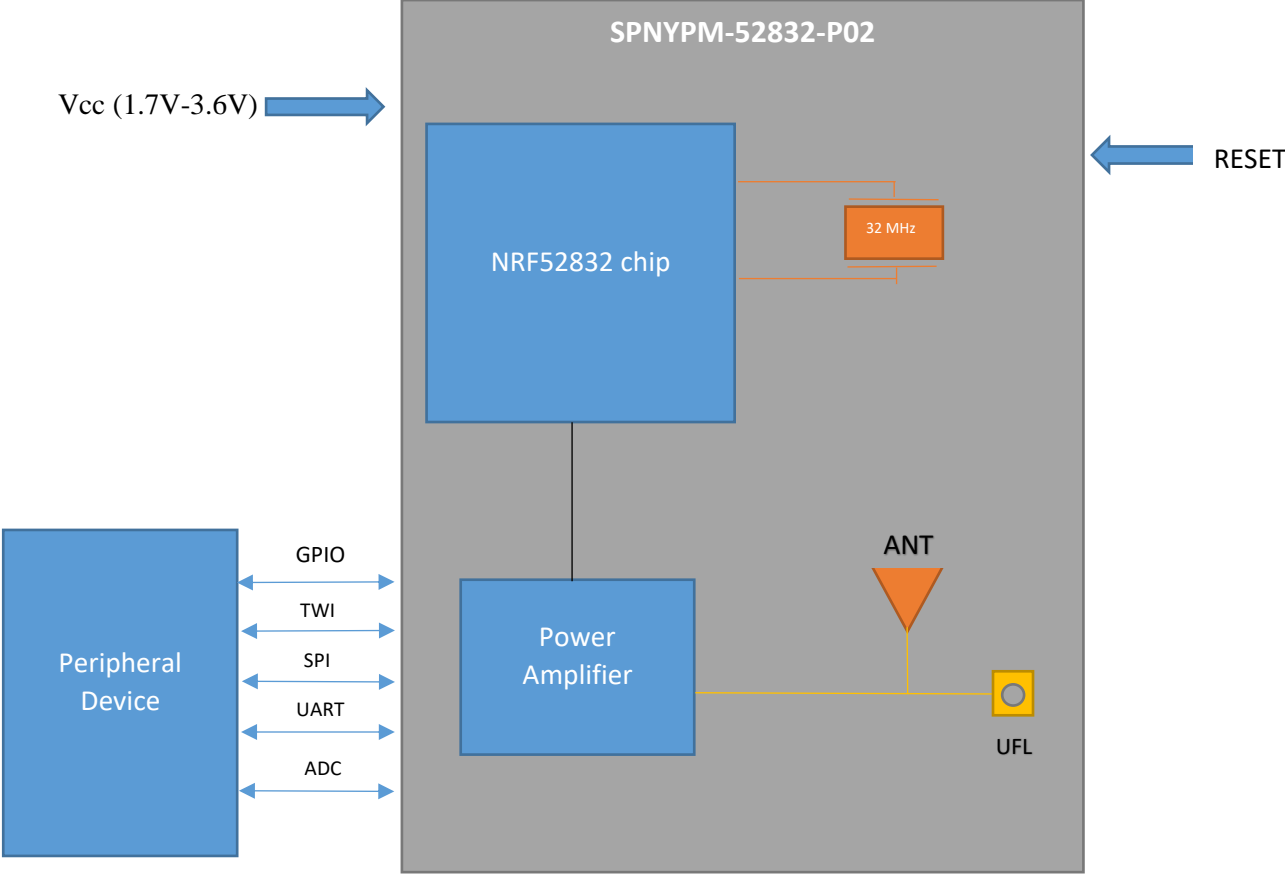 SPNYPM-52832-P02
Vcc (1.7V-3.6V)
RESET
32 MHz
NRF52832 chip
ANT
GPIO
TWI
SPI
UART
ADC
Peripheral
Device
Power
Amplifier
UFL